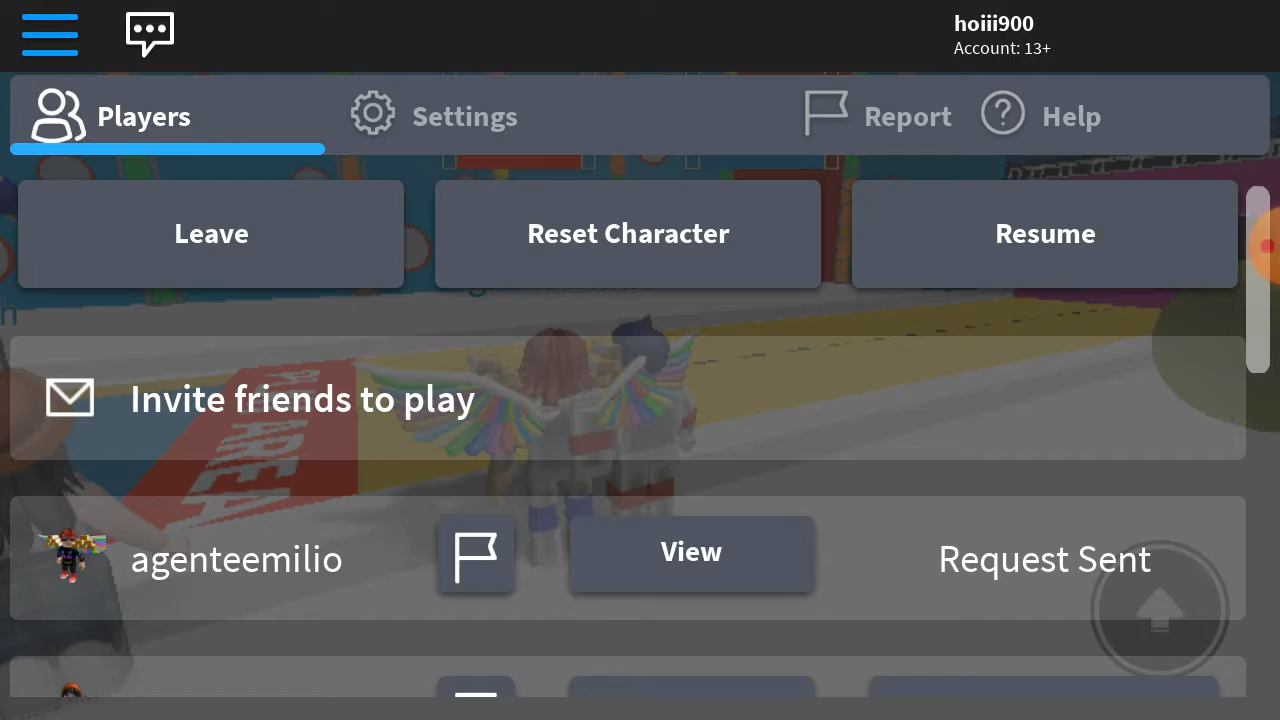 hoiii900
Account: 13+
Players
Settings
Report
Help
Leave
Reset Character
Resume
Invite friends to play
AREA
agenteemilio
View
Request Sent